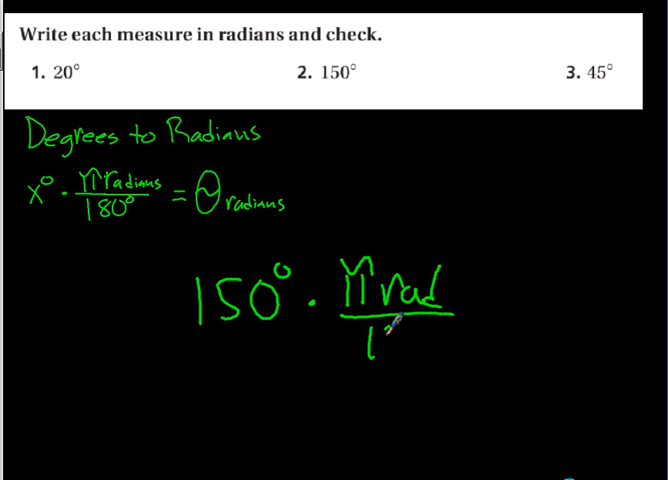 Write each measure in radians and check.
1. 20° 2. 150° 3. 45°
Degrees to Radians
x° · π radians / 180° = θ radians
150° · π rad / 1